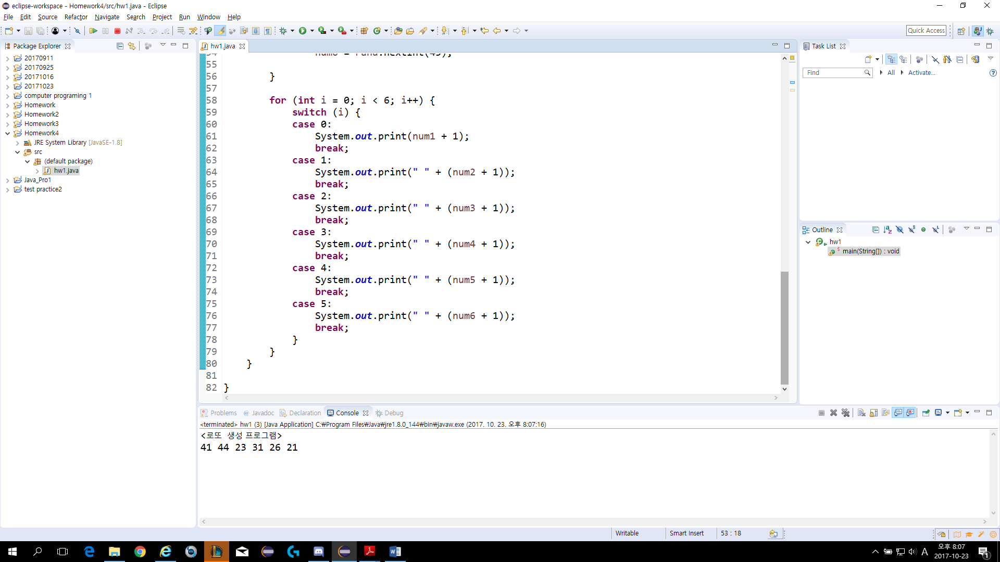 eclipse-workspace - Homework4/src/hw1.java - Eclipse
File Edit Source Refactor Navigate Search Project Run Window Help
Quick Access
Package Explorer
20170911
20170925
20171016
20171023
computer programing 1
Homework
Homework2
Homework3
Homework4
JRE System Library [JavaSE-1.8]
src
(default package)
hw1.java
Java_Pro1
test practice2
hw1.java
55
56 }
57
58 for (int i = 0; i < 6; i++) {
59 switch (i) {
60 case 0:
61 System.out.print(num1 + 1);
62 break;
63 case 1:
64 System.out.print(" " + (num2 + 1));
65 break;
66 case 2:
67 System.out.print(" " + (num3 + 1));
68 break;
69 case 3:
70 System.out.print(" " + (num4 + 1));
71 break;
72 case 4:
73 System.out.print(" " + (num5 + 1));
74 break;
75 case 5:
76 System.out.print(" " + (num6 + 1));
77 break;
78 }
79 }
80 }
81
82 }
Task List
Find All Activate...
Outline
hw1
main(String[]) : void
Problems @ Javadoc Declaration Console Debug
<terminated> hw1 (3) [Java Application] C:₩Program Files₩Java₩jre1.8.0_144₩bin₩javaw.exe (2017. 10. 23. 오후 8:07:16)
<로또 생성 프로그램>
41 44 23 31 26 21
Writable Smart Insert 53 : 18
A 오후 8:07
2017-10-23
1